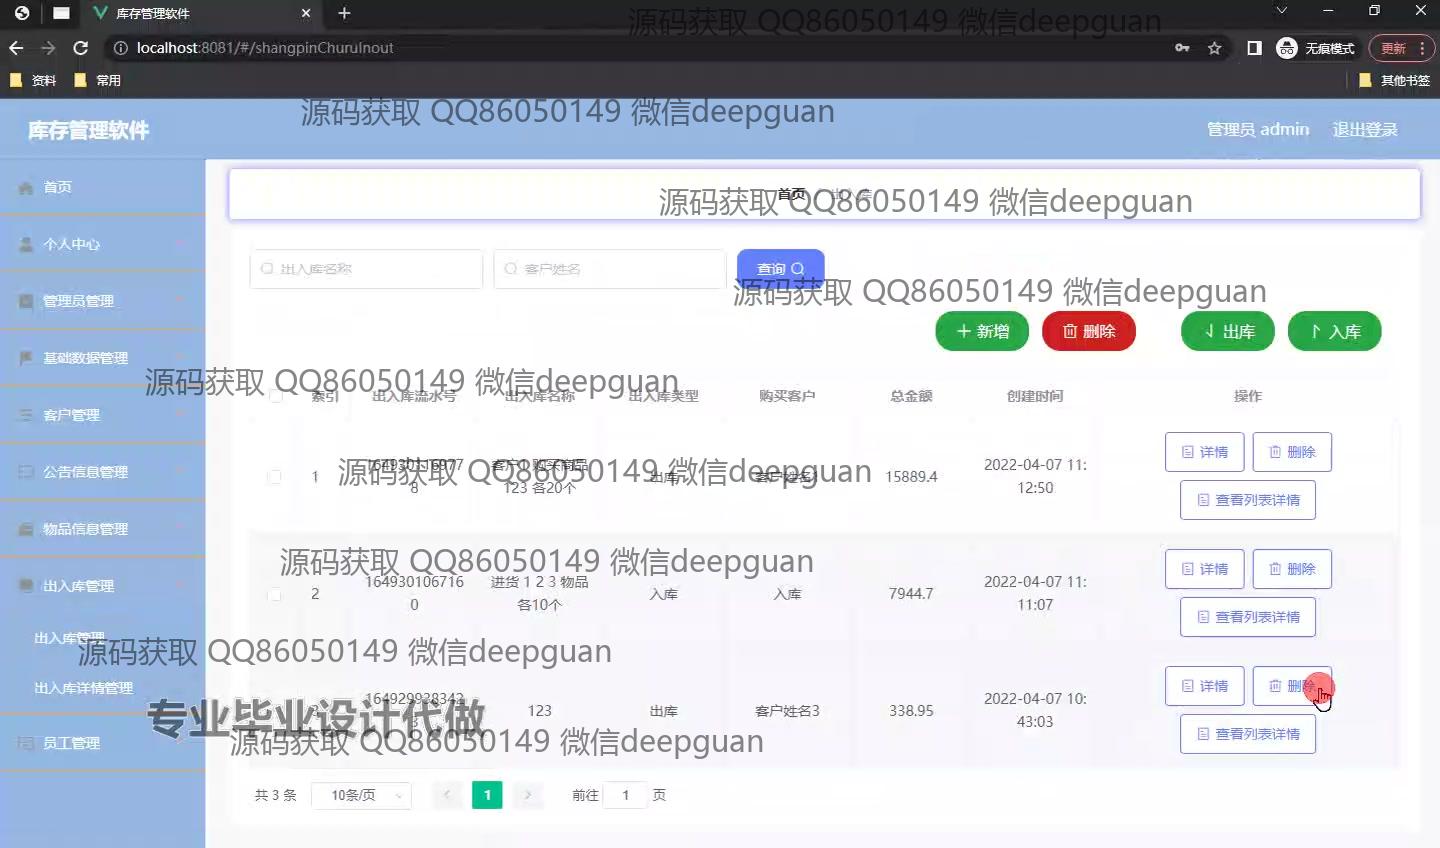 库存管理软件
localhost:8081/#/shangpinChuruInout
无痕模式
更新
资料
常用
其他书签
源码获取 QQ86050149 微信deepguan
源码获取 QQ86050149 微信deepguan
库存管理软件
管理员 admin
退出登录
首页
个人中心
管理员管理
基础数据管理
客户管理
公告信息管理
物品信息管理
出入库管理
出入库管理
出入库详情管理
员工管理
首页
源码获取 QQ86050149 微信deepguan
出入库名称
客户姓名
查询
源码获取 QQ86050149 微信deepguan
新增
删除
出库
入库
源码获取 QQ86050149 微信deepguan
索引 出入库流水号 出入库名称 出入库类型 购买客户 总金额 创建时间 操作
源码获取 QQ86050149 微信deepguan
1
8
客户1 购买商品
123 各20个
出库
15889.4
2022-04-07 11:
12:50
详情
删除
查看列表详情
源码获取 QQ86050149 微信deepguan
2
164930106716
0
进货 1 2 3 物品
各10个
入库
入库
7944.7
2022-04-07 11:
11:07
详情
删除
查看列表详情
源码获取 QQ86050149 微信deepguan
专业毕业设计代做
123
出库
客户姓名3
338.95
2022-04-07 10:
43:03
详情
删除
查看列表详情
源码获取 QQ86050149 微信deepguan
共 3 条
10条/页
1
前往 1 页